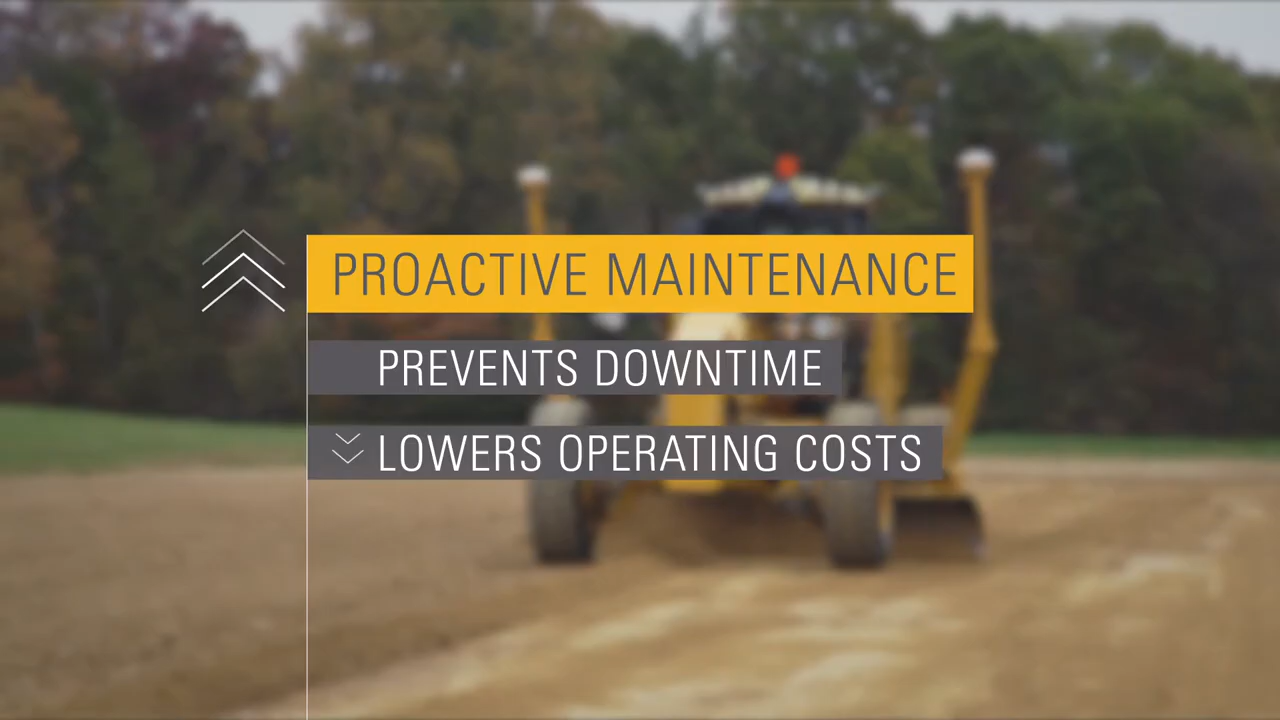 PROACTIVE MAINTENANCE
PREVENTS DOWNTIME
LOWERS OPERATING COSTS